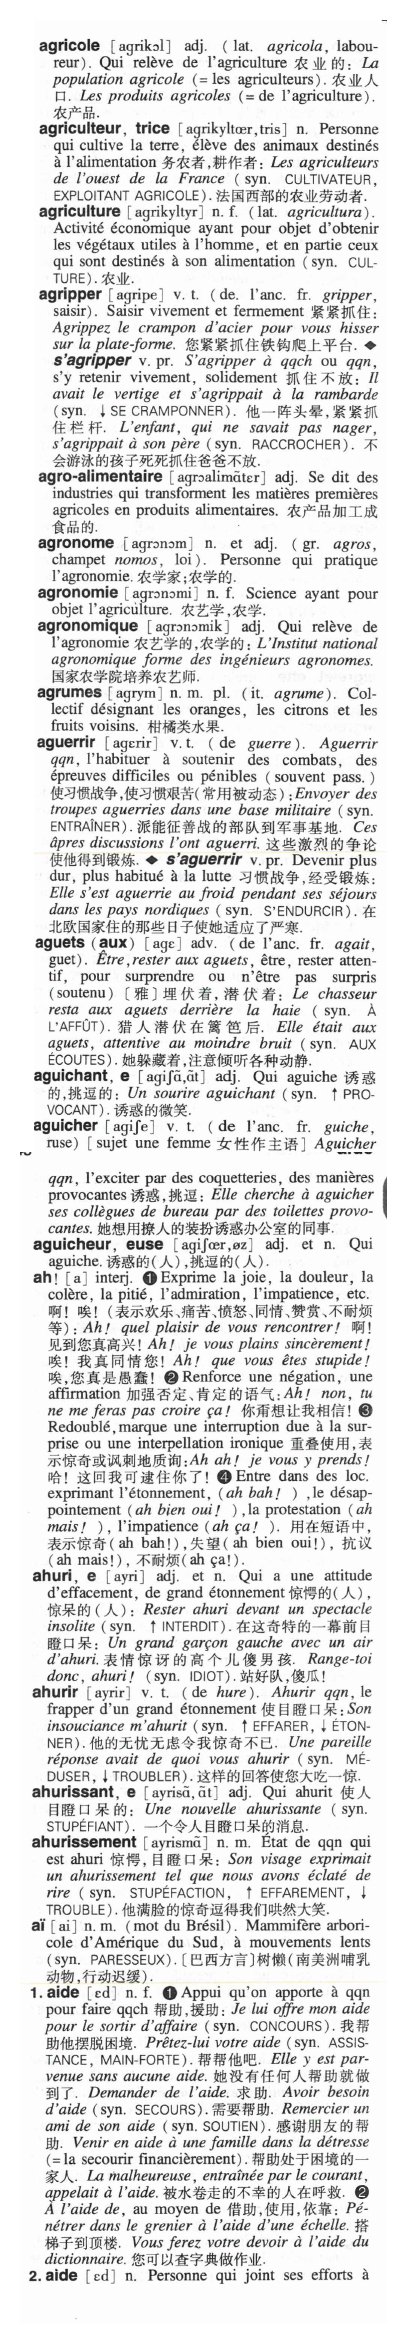 agricole [agrikɔl] adj. (lat. agricola, labou-
reur). Qui relève de l'agriculture 农业的: La
population agricole (= les agriculteurs). 农业人
口. Les produits agricoles (= de l'agriculture).
农产品.
agriculteur, trice [agrikyltœr,tris] n. Personne
qui cultive la terre, élève des animaux destinés
à l'alimentation 务农者,耕作者: Les agriculteurs
de l'ouest de la France (syn. CULTIVATEUR,
EXPLOITANT AGRICOLE). 法国西部的农业劳动者.
agriculture [agrikyltyr] n. f. (lat. agricultura).
Activité économique ayant pour objet d'obtenir
les végétaux utiles à l'homme, et en partie ceux
qui sont destinés à son alimentation (syn. CUL-
TURE). 农业.
agripper [agripe] v. t. (de. l'anc. fr. gripper,
saisir). Saisir vivement et fermement 紧紧抓住:
Agrippez le crampon d'acier pour vous hisser
sur la plate-forme. 您紧紧抓住铁钩爬上平台. ◆
s'agripper v. pr. S'agripper à qqch ou qqn,
s'y retenir vivement, solidement 抓住不放: Il
avait le vertige et s'agrippait à la rambarde
(syn. ↓ SE CRAMPONNER). 他一阵头晕,紧紧抓
住栏杆. L'enfant, qui ne savait pas nager,
s'agrippait à son père (syn. RACCROCHER). 不
会游泳的孩子死死抓住爸爸不放.
agro-alimentaire [agrɔalimɑ̃tɛr] adj. Se dit des
industries qui transforment les matières premières
agricoles en produits alimentaires. 农产品加工成
食品的.
agronome [agrɔnɔm] n. et adj. (gr. agros,
champet nomos, loi). Personne qui pratique
l'agronomie. 农学家;农学的.
agronomie [agrɔnɔmi] n. f. Science ayant pour
objet l'agriculture. 农艺学,农学.
agronomique [agrɔnɔmik] adj. Qui relève de
l'agronomie 农艺学的,农学的: L'Institut national
agronomique forme des ingénieurs agronomes.
国家农学院培养农艺师.
agrumes [agrym] n. m. pl. (it. agrume). Col-
lectif désignant les oranges, les citrons et les
fruits voisins. 柑橘类水果.
aguerrir [agɛrir] v. t. (de guerre). Aguerrir
qqn, l'habituer à soutenir des combats, des
épreuves difficiles ou pénibles (souvent pass.)
使习惯战争,使习惯艰苦(常用被动态):Envoyer des
troupes aguerries dans une base militaire (syn.
ENTRAÎNER). 派能征善战的部队到军事基地. Ces
âpres discussions l'ont aguerri. 这些激烈的争论
使他得到锻炼. ◆ s'aguerrir v. pr. Devenir plus
dur, plus habitué à la lutte 习惯战争,经受锻炼:
Elle s'est aguerrie au froid pendant ses séjours
dans les pays nordiques (syn. S'ENDURCIR). 在
北欧国家住的那些日子使她适应了严寒.
aguets (aux) [agɛ] adv. (de l'anc. fr. agait,
guet). Être, rester aux aguets, être, rester atten-
tif, pour surprendre ou n'être pas surpris
(soutenu) [雅]埋伏着,潜伏着: Le chasseur
resta aux aguets derrière la haie (syn. À
L'AFFÛT). 猎人潜伏在篱笆后. Elle était aux
aguets, attentive au moindre bruit (syn. AUX
ÉCOUTES). 她躲藏着,注意倾听各种动静.
aguichant, e [agiʃɑ̃,ɑ̃t] adj. Qui aguiche 诱惑
的,挑逗的: Un sourire aguichant (syn. ↑ PRO-
VOCANT). 诱惑的微笑.
aguicher [agiʃe] v. t. (de l'anc. fr. guiche,
ruse) [sujet une femme 女性作主语] Aguicher
qqn, l'exciter par des coquetteries, des manières
provocantes 诱惑,挑逗: Elle cherche à aguicher
ses collègues de bureau par des toilettes provo-
cantes. 她想用撩人的装扮诱惑办公室的同事.
aguicheur, euse [agiʃœr,øz] adj. et n. Qui
aguiche. 诱惑的(人),挑逗的(人).
ah! [a] interj. ❶ Exprime la joie, la douleur, la
colère, la pitié, l'admiration, l'impatience, etc.
啊! 唉! (表示欢乐、痛苦、愤怒、同情、赞赏、不耐烦
等): Ah! quel plaisir de vous rencontrer! 啊!
见到您真高兴! Ah! je vous plains sincèrement!
唉! 我真同情您! Ah! que vous êtes stupide!
唉,您真是愚蠢! ❷ Renforce une négation, une
affirmation 加强否定、肯定的语气: Ah! non, tu
ne me feras pas croire ça! 你甭想让我相信! ❸
Redoublé, marque une interruption due à la sur-
prise ou une interpellation ironique 重叠使用,表
示惊奇或讽刺地质询: Ah ah! je vous y prends!
哈! 这回我可逮住你了! ❹ Entre dans des loc.
exprimant l'étonnement, (ah bah! ) ,le désap-
pointement (ah bien oui! ) ,la protestation (ah
mais! ), l'impatience (ah ça! ). 用在短语中,
表示惊奇(ah bah!),失望(ah bien oui!), 抗议
(ah mais!), 不耐烦(ah ça!).
ahuri, e [ayri] adj. et n. Qui a une attitude
d'effacement, de grand étonnement 惊愕的(人),
惊呆的(人): Rester ahuri devant un spectacle
insolite (syn. ↑ INTERDIT). 在这奇特的一幕前目
瞪口呆: Un grand garçon gauche avec un air
d'ahuri. 表情惊讶的高个儿傻男孩. Range-toi
donc, ahuri! (syn. IDIOT). 站好队,傻瓜!
ahurir [ayrir] v. t. (de hure). Ahurir qqn, le
frapper d'un grand étonnement 使目瞪口呆:Son
insouciance m'ahurit (syn. ↑ EFFARER, ↓ ÉTON-
NER). 他的无忧无虑令我惊奇不已. Une pareille
réponse avait de quoi vous ahurir (syn. MÉ-
DUSER, ↓ TROUBLER). 这样的回答使您大吃一惊.
ahurissant, e [ayrisɑ̃, ɑ̃t] adj. Qui ahurit 使人
目瞪口呆的: Une nouvelle ahurissante (syn.
STUPÉFIANT). 一个令人目瞪口呆的消息.
ahurissement [ayrismɑ̃] n. m. État de qqn qui
est ahuri 惊愕,目瞪口呆: Son visage exprimait
un ahurissement tel que nous avons éclaté de
rire (syn. STUPÉFACTION, ↑ EFFAREMENT, ↓
TROUBLE). 他满脸的惊奇逗得我们哄然大笑.
aï [ai] n. m. (mot du Brésil). Mammifère arbori-
cole d'Amérique du Sud, à mouvements lents
(syn. PARESSEUX). [巴西方言]树懒(南美洲哺乳
动物,行动迟缓).
1. aide [ɛd] n. f. ❶ Appui qu'on apporte à qqn
pour faire qqch 帮助,援助: Je lui offre mon aide
pour le sortir d'affaire (syn. CONCOURS). 我帮
助他摆脱困境. Prêtez-lui votre aide (syn. ASSIS-
TANCE, MAIN-FORTE). 帮帮他吧. Elle y est par-
venue sans aucune aide. 她没有任何人帮助就做
到了. Demander de l'aide. 求助. Avoir besoin
d'aide (syn. SECOURS). 需要帮助. Remercier un
ami de son aide (syn. SOUTIEN). 感谢朋友的帮
助. Venir en aide à une famille dans la détresse
(= la secourir financièrement). 帮助处于困境的一
家人. La malheureuse, entraînée par le courant,
appelait à l'aide. 被水卷走的不幸的人在呼救. ❷
À l'aide de, au moyen de 借助,使用,依靠: Pé-
nétrer dans le grenier à l'aide d'une échelle. 搭
梯子到顶楼. Vous ferez votre devoir à l'aide du
dictionnaire. 您可以查字典做作业.
2. aide [ɛd] n. Personne qui joint ses efforts à